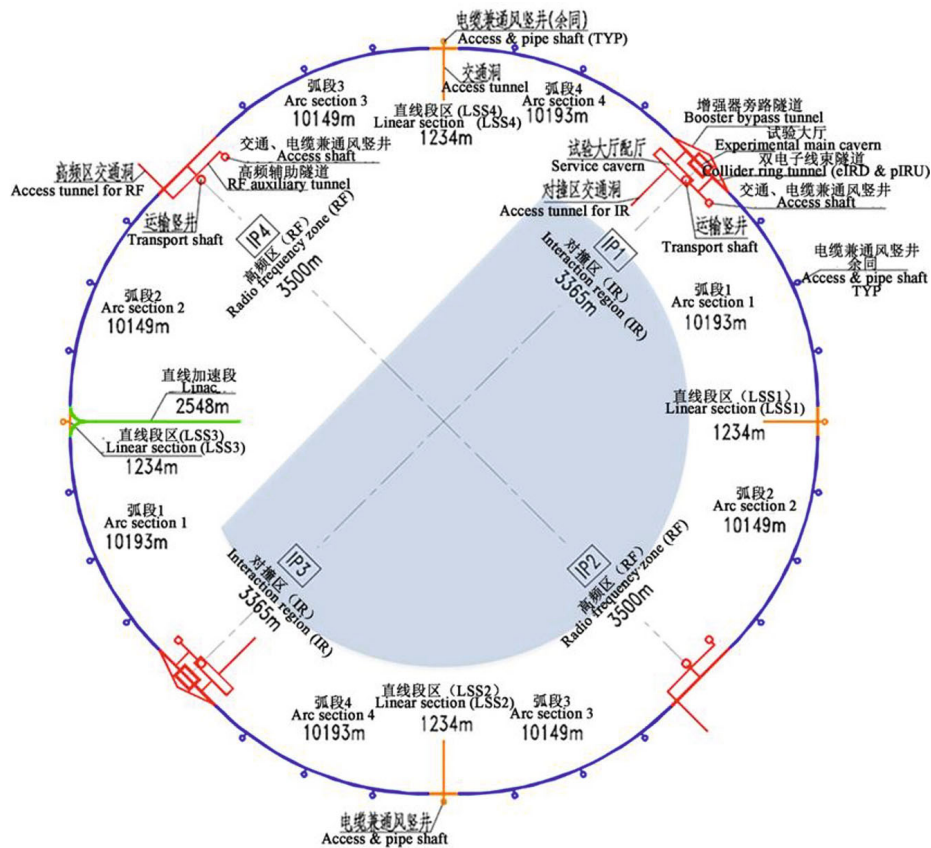 电缆兼通风竖井(余同)
Access & pipe shaft (TYP)
交通洞
Access tunnel
弧段3
Arc section 3
10149m
弧段4
Arc section 4
10193m
直线段区(LSS4)
Linear section (LSS4)
1234m
增强器旁路隧道
Booster bypass tunnel
试验大厅
Experimental main cavern
双电子线束隧道
Collider ring tunnel (eIRD & pIRU)
交通、电缆兼通风竖井
Access shaft
试验大厅配厅
Service cavern
对撞区交通洞
Access tunnel for IR
运输竖井
Transport shaft
交通、电缆兼通风竖井
Access shaft
高频辅助隧道
RF auxiliary tunnel
高频区交通洞
Access tunnel for RF
运输竖井
Transport shaft
IP4
高频区（RF）
Radio frequency zone (RF)
3500m
IP1
对撞区（IR）
Interaction region (IR)
3365m
电缆兼通风竖井
余同
Access & pipe shaft
TYP
弧段2
Arc section 2
10149m
弧段1
Arc section 1
10193m
直线加速段
Linac
2548m
直线段区(LSS3)
Linear section (LSS3)
1234m
直线段区（LSS1）
Linear section (LSS1)
1234m
弧段1
Arc section 1
10193m
弧段2
Arc section 2
10149m
IP3
对撞区（IR）
Interaction region (IR)
3365m
IP2
高频区（RF）
Radio frequency zone (RF)
3500m
弧段4
Arc section 4
10193m
直线段区（LSS2）
Linear section (LSS2)
1234m
弧段3
Arc section 3
10149m
电缆兼通风竖井
Access & pipe shaft